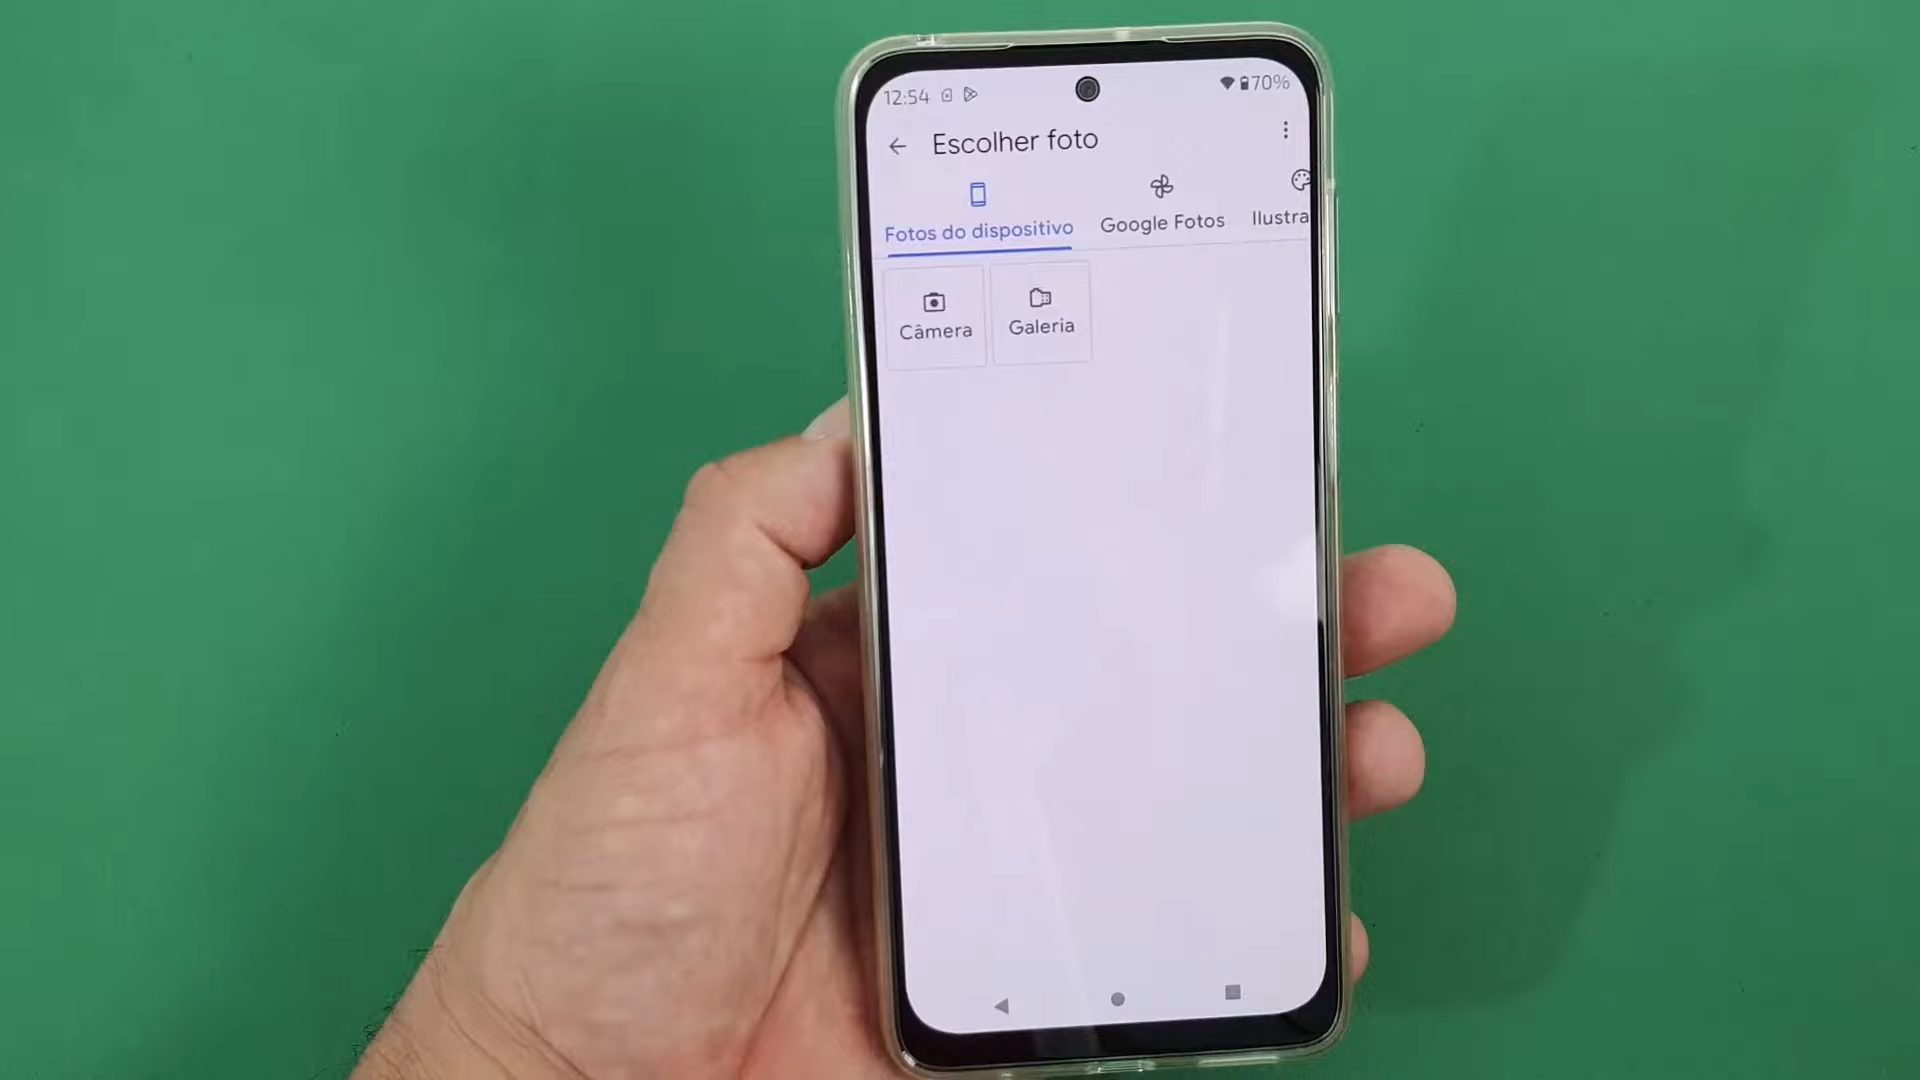 12:54
70%
Escolher foto
Fotos do dispositivo
Google Fotos
Ilustra
Câmera
Galeria